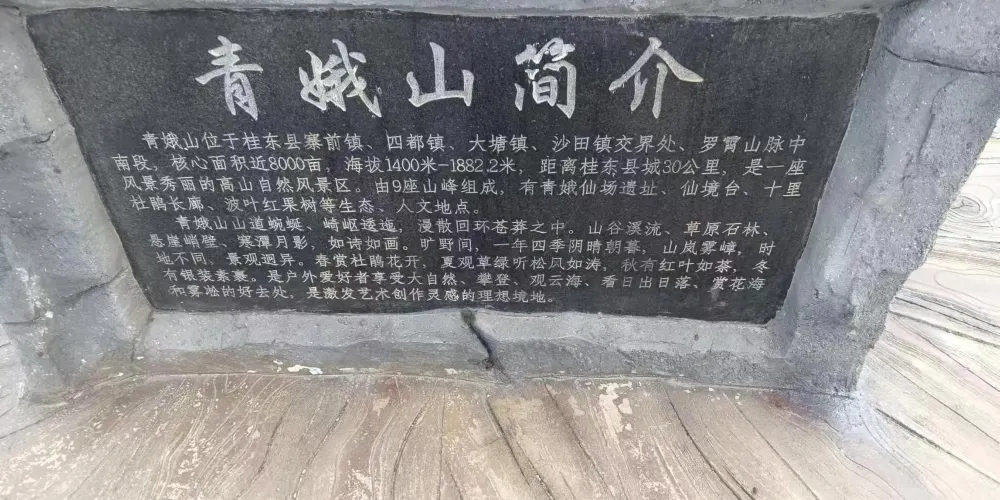 青娥山简介
青娥山位于桂东县寨前镇、四都镇、大塘镇、沙田镇交界处、罗霄山脉中
南段，核心面积近8000亩，海拔1400米-1882.2米，距离桂东县城30公里，是一座
风景秀丽的高山自然风景区。由9座山峰组成，有青娥仙场遗址、仙境台、十里
杜鹃长廊、波叶红果树等生态、人文地点。
青娥山山道蜿蜒、崎岖逶迤，漫散回环苍莽之中。山谷溪流、草原石林、
悬崖峭壁、寒潭月影，如诗如画。旷野间，一年四季阴晴朝暮，山岚雾嶂，时
地不同，景观迥异。春赏杜鹃花开，夏观草绿听松风如涛，秋有红叶如荼，冬
有银装素裹。是户外爱好者享受大自然、攀登、观云海、看日出日落、赏花海
和雾凇的好去处，是激发艺术创作灵感的理想境地。